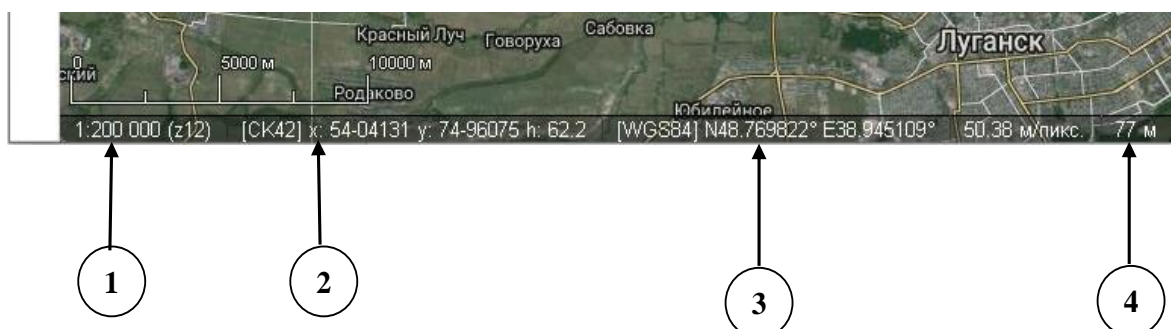 Красный Луч Говоруха Сабовка
Луганск
0 5000 м 10000 м
ский
Родаково
Юбилейное
1:200 000 (z12) [СК42] x: 54-04131 y: 74-96075 h: 62.2 [WGS84] N48.769822° E38.945109° 50.38 м/пикс. 77 м
1 2 3 4